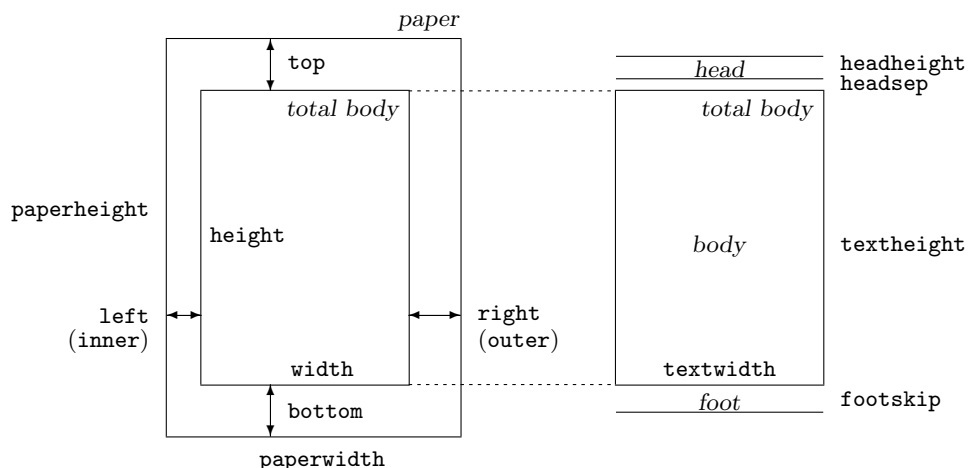 paper
top
total body
paperheight
height
left
(inner)
right
(outer)
width
bottom
paperwidth
head
headheight
headsep
total body
body
textheight
textwidth
foot
footskip